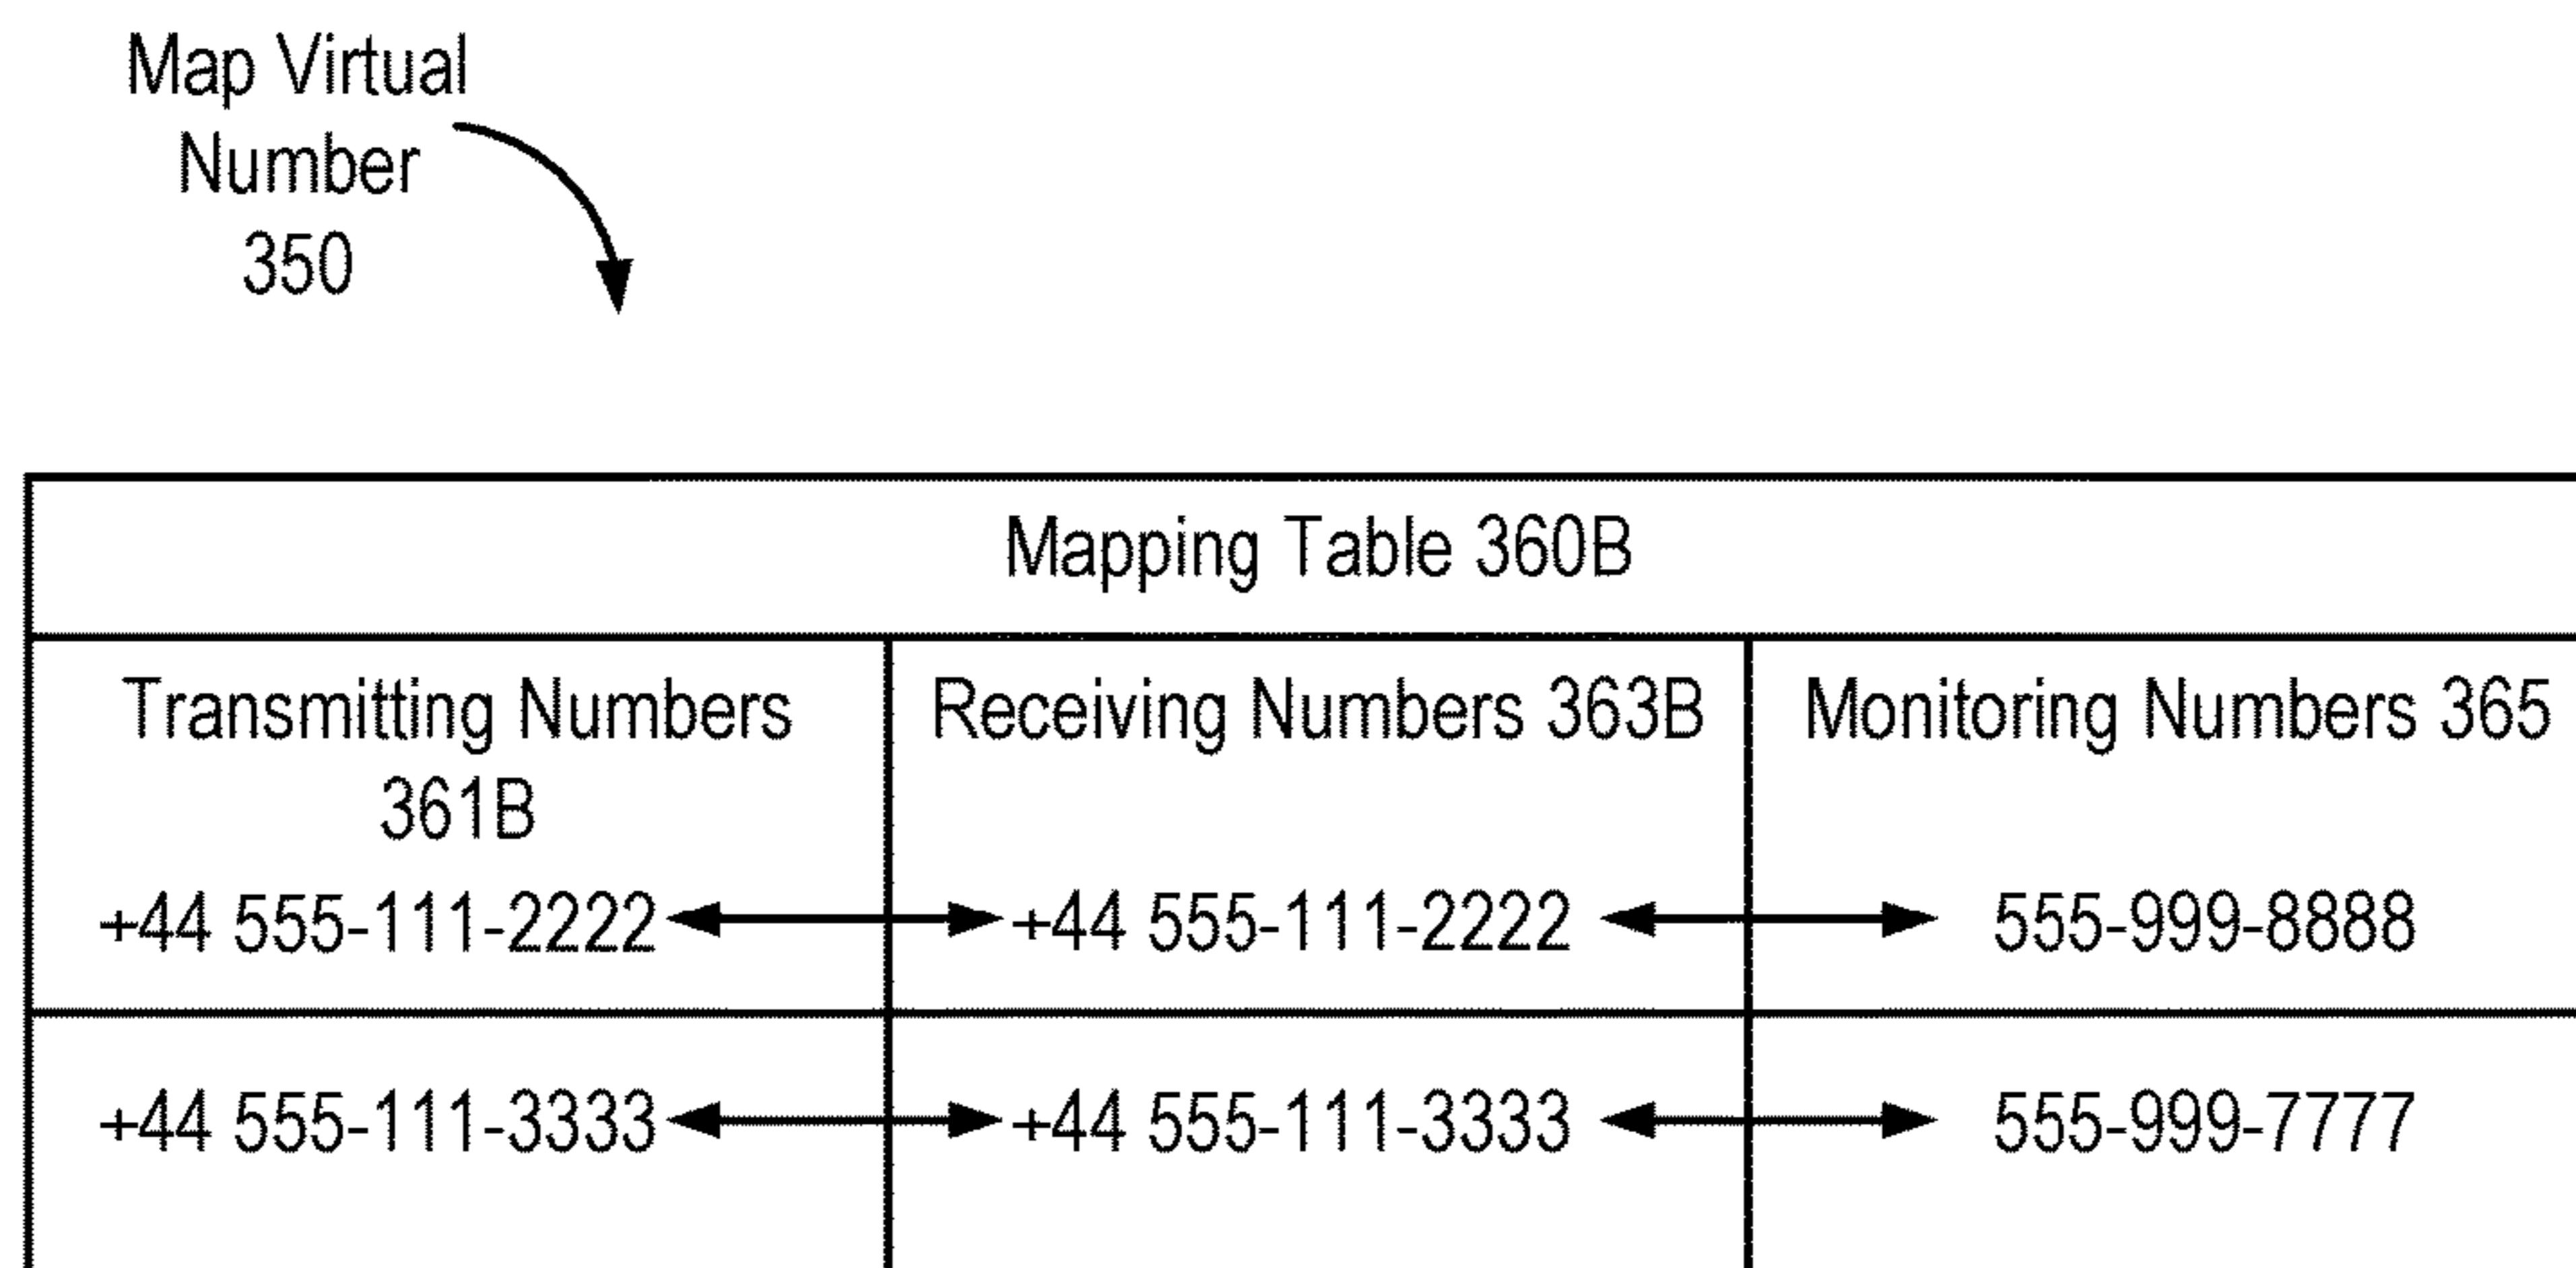 Map Virtual
Number
350
Mapping Table 360B
Transmitting Numbers
361B
Receiving Numbers 363B
Monitoring Numbers 365
+44 555-111-2222
+44 555-111-2222
555-999-8888
+44 555-111-3333
+44 555-111-3333
555-999-7777